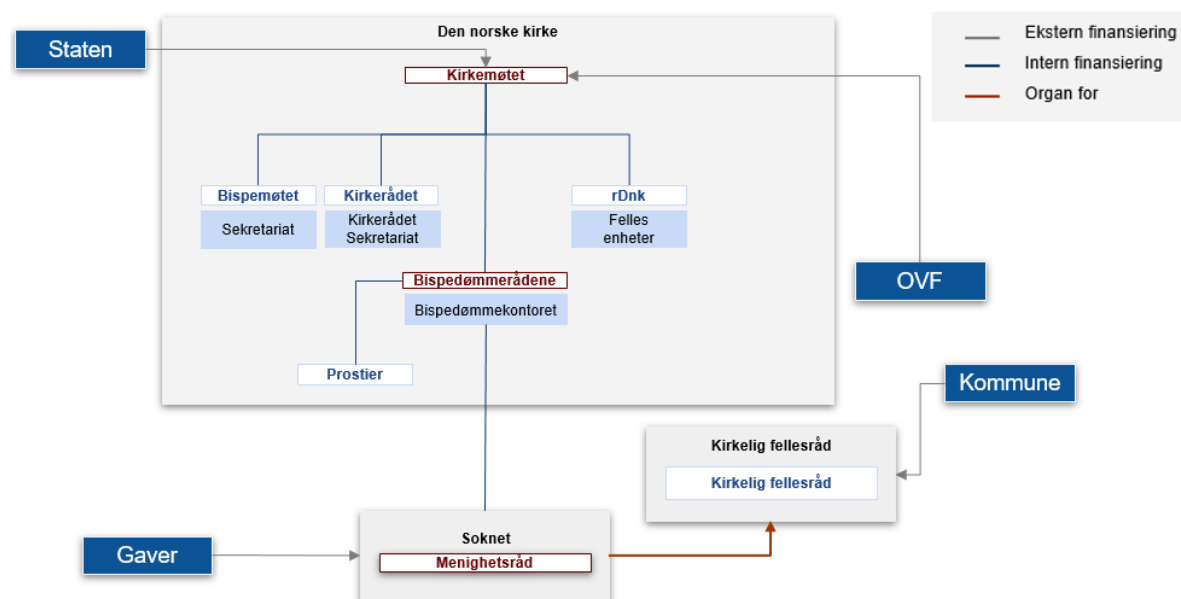 Den norske kirke
Staten
Kirkemøtet
Ekstern finansiering
Intern finansiering
Organ for
Bispemøtet
Sekretariat
Kirkerådet
Kirkerådet
Sekretariat
rDnk
Felles
enheter
Bispedømmerådene
Bispedømmekontoret
OVF
Prostier
Kommune
Kirkelig fellesråd
Kirkelig fellesråd
Soknet
Menighetsråd
Gaver